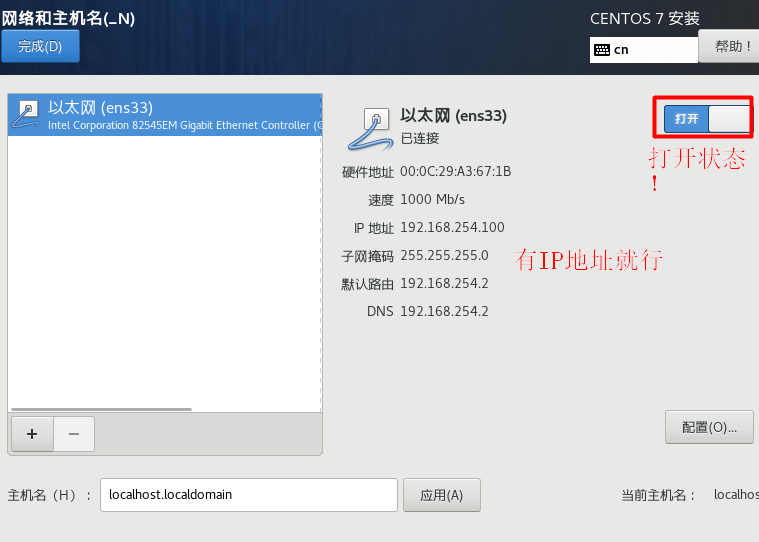 网络和主机名(_N)
CENTOS 7 安装
完成(D)
cn
帮助！
以太网 (ens33)
Intel Corporation 82545EM Gigabit Ethernet Controller (
以太网 (ens33)
已连接
打开
打开状态
！
硬件地址 00:0C:29:A3:67:1B
速度 1000 Mb/s
IP 地址 192.168.254.100
子网掩码 255.255.255.0
有IP地址就行
默认路由 192.168.254.2
DNS 192.168.254.2
+
−
配置(O)...
主机名（H）：
localhost.localdomain
应用(A)
当前主机名：
localhos